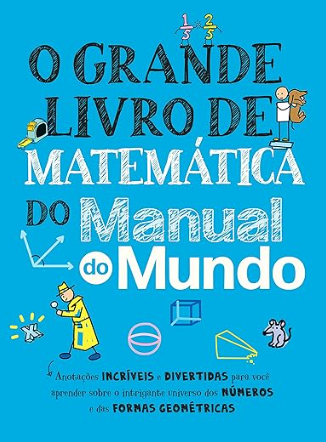 1/5 2/5
O GRANDE
LIVRO DE
MATEMÁTICA
DO Manual
do Mundo
x
Anotações INCRÍVEIS e DIVERTIDAS para você
aprender sobre o intrigante universo dos NÚMEROS
e das FORMAS GEOMÉTRICAS